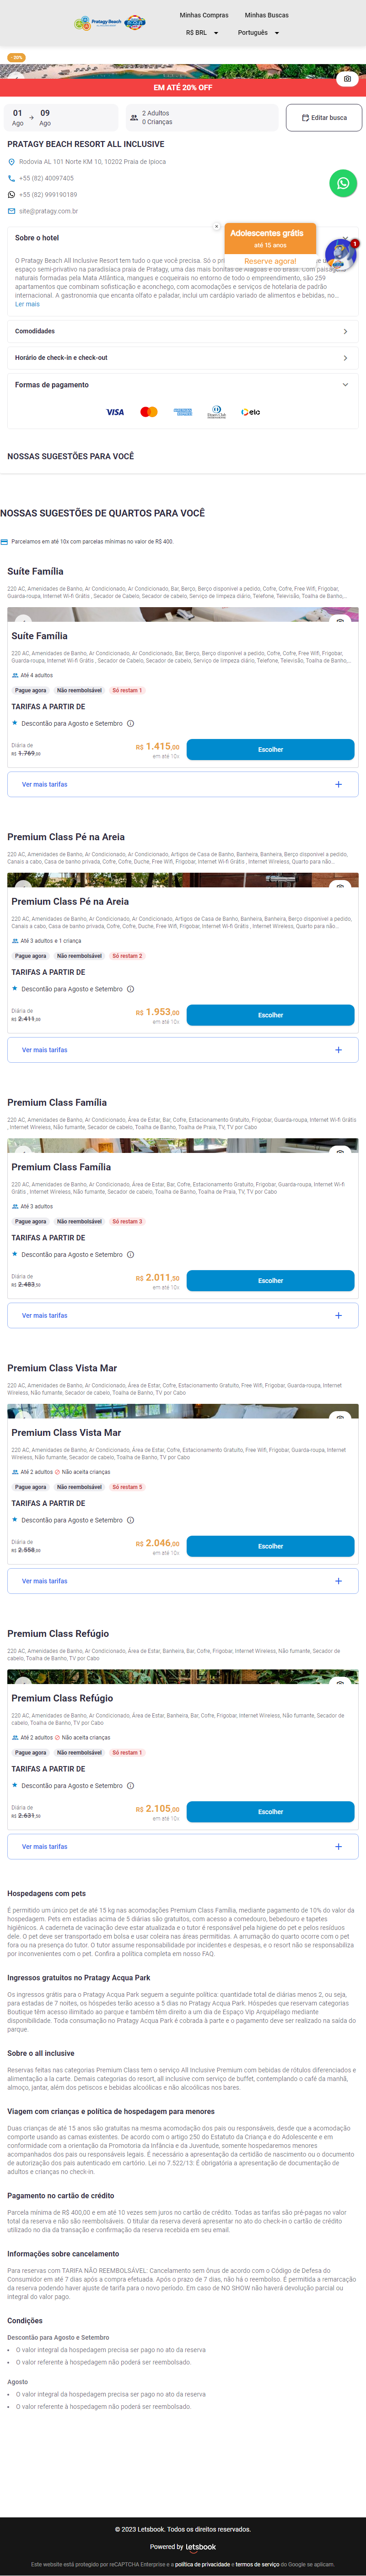 Pratagy Beach
Minhas Compras
Minhas Buscas
R$ BRL
Português
EM ATÉ 20% OFF
01
Ago
09
Ago
2 Adultos
0 Crianças
Editar busca
PRATAGY BEACH RESORT ALL INCLUSIVE
Rodovia AL 101 Norte KM 10, 10202 Praia de Ipioca
+55 (82) 40097405
+55 (82) 999190189
site@pratagy.com.br
Adolescentes grátis
até 15 anos
Reserve agora!
1
Sobre o hotel
O Pratagy Beach All Inclusive Resort tem tudo o que você precisa. Só o pri
espaço semi-privativo na paradisíaca praia de Pratagy, uma das mais bonitas de Alagoas e do Brasil. Com paisag
naturais formadas pela Mata Atlântica, mangues e coqueirais no entorno de todo o empreendimento, são 259
apartamentos que combinam sofisticação e aconchego, com acomodações e serviços de hotelaria de padrão
internacional. A gastronomia que encanta olfato e paladar, inclui um cardápio variado de alimentos e bebidas, no...
Ler mais
Comodidades
Horário de check-in e check-out
Formas de pagamento
VISA
elo
NOSSAS SUGESTÕES PARA VOCÊ
NOSSAS SUGESTÕES DE QUARTOS PARA VOCÊ
Parcelamos em até 10x com parcelas mínimas no valor de R$ 400.
Suíte Família
220 AC, Amenidades de Banho, Ar Condicionado, Ar Condicionado, Bar, Berço, Berço disponível a pedido, Cofre, Cofre, Free Wifi, Frigobar,
Guarda-roupa, Internet Wi-fi Grátis , Secador de Cabelo, Secador de cabelo, Serviço de limpeza diário, Telefone, Televisão, Toalha de Banho,...
Suíte Família
220 AC, Amenidades de Banho, Ar Condicionado, Ar Condicionado, Bar, Berço, Berço disponível a pedido, Cofre, Cofre, Free Wifi, Frigobar,
Guarda-roupa, Internet Wi-fi Grátis , Secador de Cabelo, Secador de cabelo, Serviço de limpeza diário, Telefone, Televisão, Toalha de Banho,...
Até 4 adultos
Pague agora
Não reembolsável
Só restam 1
TARIFAS A PARTIR DE
Descontão para Agosto e Setembro
Diária de
R$ 1.769,00
R$ 1.415,00
em até 10x
Escolher
Ver mais tarifas
Premium Class Pé na Areia
220 AC, Amenidades de Banho, Ar Condicionado, Ar Condicionado, Artigos de Casa de Banho, Banheira, Banheira, Berço disponível a pedido,
Canais a cabo, Casa de banho privada, Cofre, Cofre, Duche, Free Wifi, Frigobar, Internet Wi-fi Grátis , Internet Wireless, Quarto para não...
Premium Class Pé na Areia
220 AC, Amenidades de Banho, Ar Condicionado, Ar Condicionado, Artigos de Casa de Banho, Banheira, Banheira, Berço disponível a pedido,
Canais a cabo, Casa de banho privada, Cofre, Cofre, Duche, Free Wifi, Frigobar, Internet Wi-fi Grátis , Internet Wireless, Quarto para não...
Até 3 adultos e 1 criança
Pague agora
Não reembolsável
Só restam 2
TARIFAS A PARTIR DE
Descontão para Agosto e Setembro
Diária de
R$ 2.411,00
R$ 1.953,00
em até 10x
Escolher
Ver mais tarifas
Premium Class Família
220 AC, Amenidades de Banho, Ar Condicionado, Área de Estar, Bar, Cofre, Estacionamento Gratuito, Frigobar, Guarda-roupa, Internet Wi-fi Grátis
, Internet Wireless, Não fumante, Secador de cabelo, Toalha de Banho, Toalha de Praia, TV, TV por Cabo
Premium Class Família
220 AC, Amenidades de Banho, Ar Condicionado, Área de Estar, Bar, Cofre, Estacionamento Gratuito, Frigobar, Guarda-roupa, Internet Wi-fi
Grátis , Internet Wireless, Não fumante, Secador de cabelo, Toalha de Banho, Toalha de Praia, TV, TV por Cabo
Até 3 adultos
Pague agora
Não reembolsável
Só restam 3
TARIFAS A PARTIR DE
Descontão para Agosto e Setembro
Diária de
R$ 2.483,50
R$ 2.011,50
em até 10x
Escolher
Ver mais tarifas
Premium Class Vista Mar
220 AC, Amenidades de Banho, Ar Condicionado, Área de Estar, Cofre, Estacionamento Gratuito, Free Wifi, Frigobar, Guarda-roupa, Internet
Wireless, Não fumante, Secador de cabelo, Toalha de Banho, TV por Cabo
Premium Class Vista Mar
220 AC, Amenidades de Banho, Ar Condicionado, Área de Estar, Cofre, Estacionamento Gratuito, Free Wifi, Frigobar, Guarda-roupa, Internet
Wireless, Não fumante, Secador de cabelo, Toalha de Banho, TV por Cabo
Até 2 adultos
Não aceita crianças
Pague agora
Não reembolsável
Só restam 5
TARIFAS A PARTIR DE
Descontão para Agosto e Setembro
Diária de
R$ 2.558,00
R$ 2.046,00
em até 10x
Escolher
Ver mais tarifas
Premium Class Refúgio
220 AC, Amenidades de Banho, Ar Condicionado, Área de Estar, Banheira, Bar, Cofre, Frigobar, Internet Wireless, Não fumante, Secador de
cabelo, Toalha de Banho, TV por Cabo
Premium Class Refúgio
220 AC, Amenidades de Banho, Ar Condicionado, Área de Estar, Banheira, Bar, Cofre, Frigobar, Internet Wireless, Não fumante, Secador de
cabelo, Toalha de Banho, TV por Cabo
Até 2 adultos
Não aceita crianças
Pague agora
Não reembolsável
Só restam 1
TARIFAS A PARTIR DE
Descontão para Agosto e Setembro
Diária de
R$ 2.631,50
R$ 2.105,00
em até 10x
Escolher
Ver mais tarifas
Hospedagens com pets
É permitido um único pet de até 15 kg nas acomodações Premium Class Família, mediante pagamento de 10% do valor da
hospedagem. Pets em estadias acima de 5 diárias são gratuitos, com acesso a comedouro, bebedouro e tapetes
higiênicos. A caderneta de vacinação deve estar atualizada e o tutor é responsável pela higiene do pet e pelos resíduos
dele. O pet deve ser transportado em bolsa e usar coleira nas áreas permitidas. A arrumação do quarto ocorre com o pet
fora ou na presença do tutor. O tutor assume responsabilidade por incidentes e despesas, e o resort não se responsabiliza
por inconvenientes com o pet. Confira a política completa em nosso FAQ.
Ingressos gratuitos no Pratagy Acqua Park
Os ingressos grátis para o Pratagy Acqua Park seguem a seguinte política: quantidade total de diárias menos 2, ou seja,
para estadas de 7 noites, os hóspedes terão acesso a 5 dias no Pratagy Acqua Park. Hóspedes que reservam categorias
Boutique têm acesso ilimitado ao parque e também têm direito a um dia de Espaço Vip Arquipélago mediante
disponibilidade. Toda consumação no Pratagy Acqua Park é cobrada à parte e o pagamento deve ser realizado na saída do
parque.
Sobre o all inclusive
Reservas feitas nas categorias Premium Class tem o serviço All Inclusive Premium com bebidas de rótulos diferenciados e
alimentação a la carte. Demais categorias do resort, all inclusive com serviço de buffet, contemplando o café da manhã,
almoço, jantar, além dos petiscos e bebidas alcoólicas e não alcoólicas nos bares.
Viagem com crianças e política de hospedagem para menores
Duas crianças de até 15 anos são gratuitas na mesma acomodação dos pais ou responsáveis, desde que a acomodação
comporte usando as camas existentes. De acordo com o artigo 250 do Estatuto da Criança e do Adolescente e em
conformidade com a orientação da Promotoria da Infância e da Juventude, somente hospedaremos menores
acompanhados dos pais ou responsáveis legais. É necessário a apresentação da certidão de nascimento ou o documento
de autorização dos pais autenticado em cartório. Lei no 7.522/13. É obrigatória a apresentação de documentação de
adultos e crianças no check-in.
Pagamento no cartão de crédito
Parcela mínima de R$ 400,00 e em até 10 vezes sem juros no cartão de crédito. Todas as tarifas são pré-pagas no valor
total da reserva e não são reembolsáveis. O titular da reserva deverá apresentar no ato do check-in o cartão de crédito
utilizado no dia da transação e confirmação da reserva recebida em seu email.
Informações sobre cancelamento
Para reservas com TARIFA NÃO REEMBOLSÁVEL: Cancelamento sem ônus de acordo com o Código de Defesa do
Consumidor em até 7 dias após a compra efetuada. Após o prazo de 7 dias, não há o reembolso. É permitida a remarcação
da reserva podendo haver ajuste de tarifa para o novo período. Em caso de NO SHOW não haverá devolução parcial ou
integral do valor pago.
Condições
Descontão para Agosto e Setembro
• O valor integral da hospedagem precisa ser pago no ato da reserva
• O valor referente à hospedagem não poderá ser reembolsado.
Agosto
• O valor integral da hospedagem precisa ser pago no ato da reserva
• O valor referente à hospedagem não poderá ser reembolsado.
© 2023 Letsbook. Todos os direitos reservados.
Powered by letsbook
Este website está protegido por reCAPTCHA Enterprise e a política de privacidade e termos de serviço do Google se aplicam.